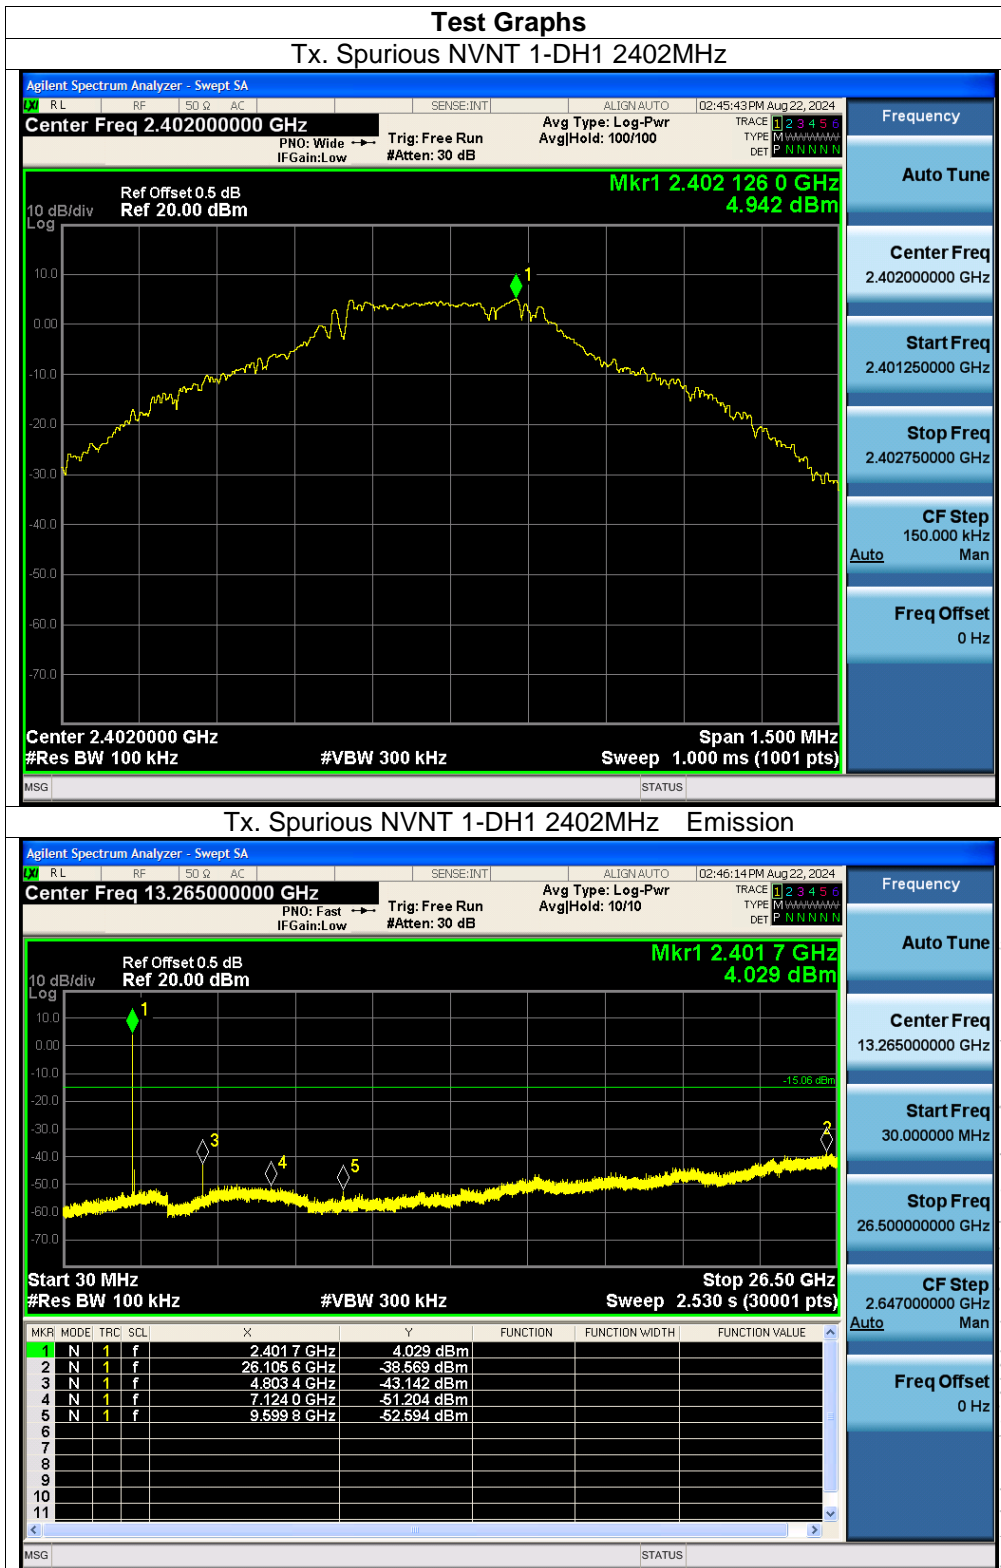 Test Graphs
Tx. Spurious NVNT 1-DH1 2402MHz
Agilent Spectrum Analyzer - Swept SA
LXI RL RF 50 Ω AC SENSE:INT ALIGN AUTO 02:45:43 PM Aug 22, 2024
Center Freq 2.402000000 GHz
PNO: Wide
IFGain:Low
Trig: Free Run
#Atten: 30 dB
Avg Type: Log-Pwr
Avg|Hold: 100/100
TRACE 1 2 3 4 5 6
TYPE M WWWWW
DET P N N N N N
Ref Offset 0.5 dB
Ref 20.00 dBm
10 dB/div
Log
Mkr1 2.402 126 0 GHz
4.942 dBm
1
10.0
0.00
-10.0
-20.0
-30.0
-40.0
-50.0
-60.0
-70.0
Center 2.4020000 GHz Span 1.500 MHz
#Res BW 100 kHz #VBW 300 kHz Sweep 1.000 ms (1001 pts)
MSG STATUS
Frequency
Auto Tune
Center Freq
2.402000000 GHz
Start Freq
2.401250000 GHz
Stop Freq
2.402750000 GHz
CF Step
150.000 kHz
Auto Man
Freq Offset
0 Hz
Tx. Spurious NVNT 1-DH1 2402MHz Emission
Agilent Spectrum Analyzer - Swept SA
LXI RL RF 50 Ω AC SENSE:INT ALIGN AUTO 02:46:14 PM Aug 22, 2024
Center Freq 13.265000000 GHz
PNO: Fast
IFGain:Low
Trig: Free Run
#Atten: 30 dB
Avg Type: Log-Pwr
Avg|Hold: 10/10
TRACE 1 2 3 4 5 6
TYPE M WWWWW
DET P N N N N N
Ref Offset 0.5 dB
Ref 20.00 dBm
10 dB/div
Log
Mkr1 2.401 7 GHz
4.029 dBm
10.0
0.00
-10.0
-20.0
-30.0
-40.0
-50.0
-60.0
-70.0
1
-15.06 dBm
2
3
4
5
Start 30 MHz Stop 26.50 GHz
#Res BW 100 kHz #VBW 300 kHz Sweep 2.530 s (30001 pts)
MKR MODE TRC SCL X Y FUNCTION FUNCTION WIDTH FUNCTION VALUE
1 N 1 f 2.401 7 GHz 4.029 dBm
2 N 1 f 26.105 6 GHz -38.569 dBm
3 N 1 f 4.803 4 GHz -43.142 dBm
4 N 1 f 7.124 0 GHz -51.204 dBm
5 N 1 f 9.599 8 GHz -52.594 dBm
6
7
8
9
10
11
MSG STATUS
Frequency
Auto Tune
Center Freq
13.265000000 GHz
Start Freq
30.000000 MHz
Stop Freq
26.500000000 GHz
CF Step
2.647000000 GHz
Auto Man
Freq Offset
0 Hz